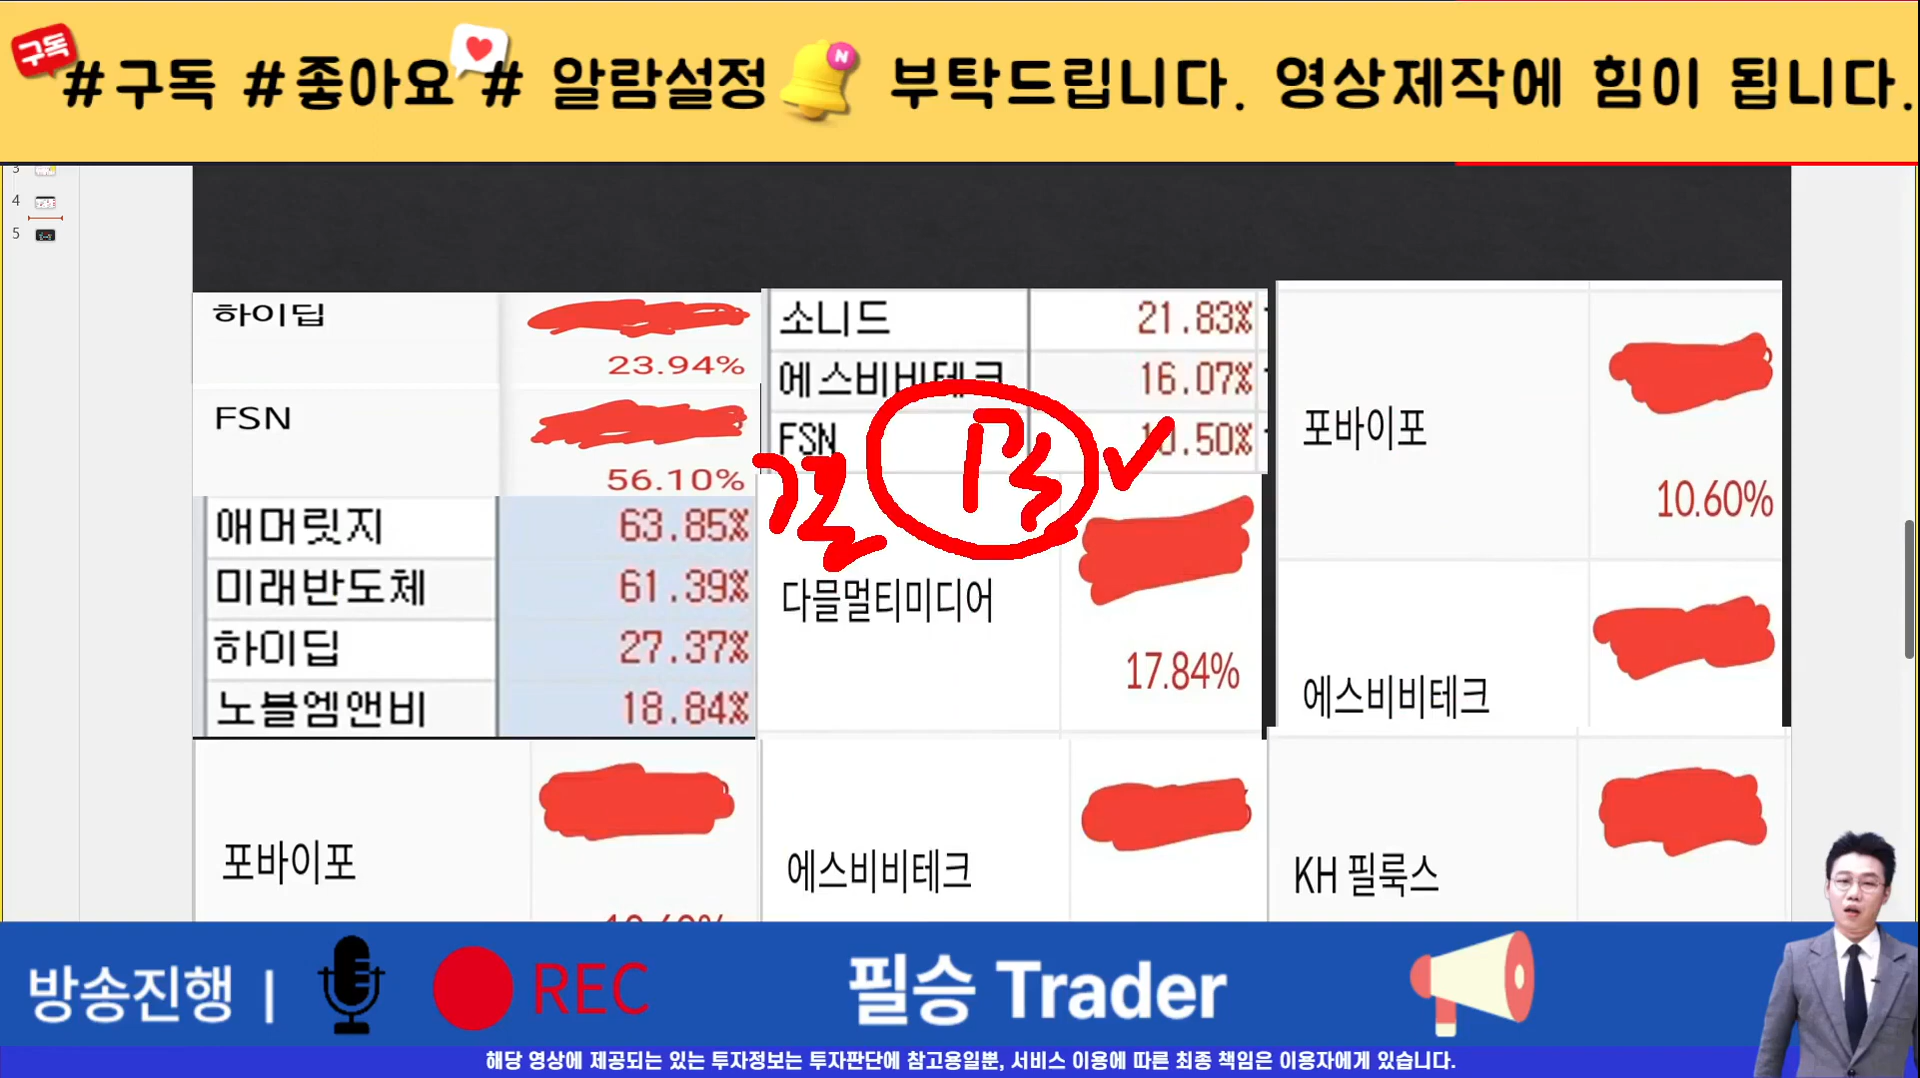 구독
#구독 #좋아요 # 알람설정 N 부탁드립니다. 영상제작에 힘이 됩니다.
3
4
5
하이딥
23.94%
FSN
56.10%
애머릿지 63.85%
미래반도체 61.39%
하이딥 27.37%
노블엠앤비 18.84%
소니드 21.83%
에스비비테크 16.07%
FSN 10.50%
다믈멀티미디어
17.84%
포바이포
10.60%
에스비비테크
포바이포
에스비비테크
KH 필룩스
방송진행 | REC 필승 Trader
해당 영상에 제공되는 있는 투자정보는 투자판단에 참고용일뿐, 서비스 이용에 따른 최종 책임은 이용자에게 있습니다.